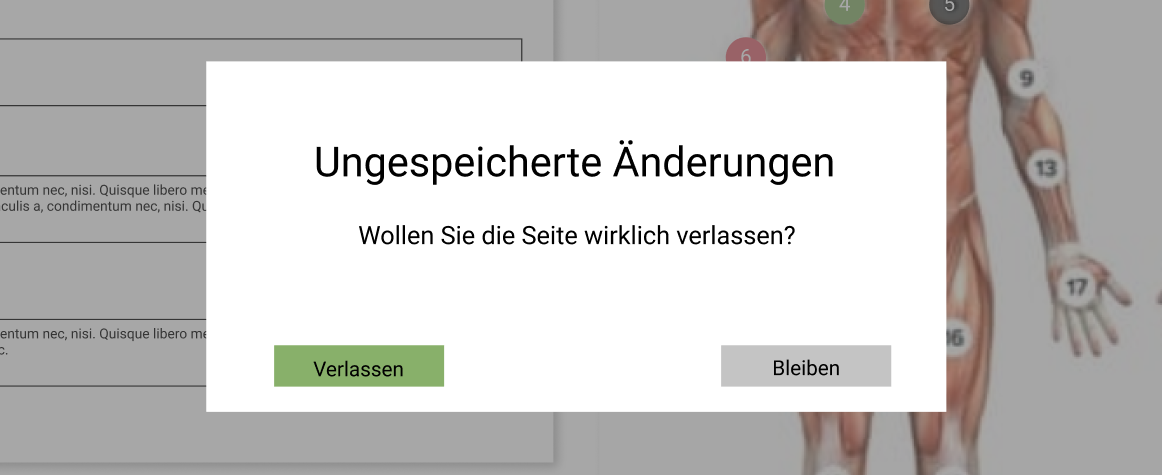 4
5
6
9
Ungespeicherte Änderungen
13
entum nec, nisi. Quisque libero me
culis a, condimentum nec, nisi. Qu
Wollen Sie die Seite wirklich verlassen?
17
entum nec, nisi. Quisque libero me
c.
Verlassen
Bleiben